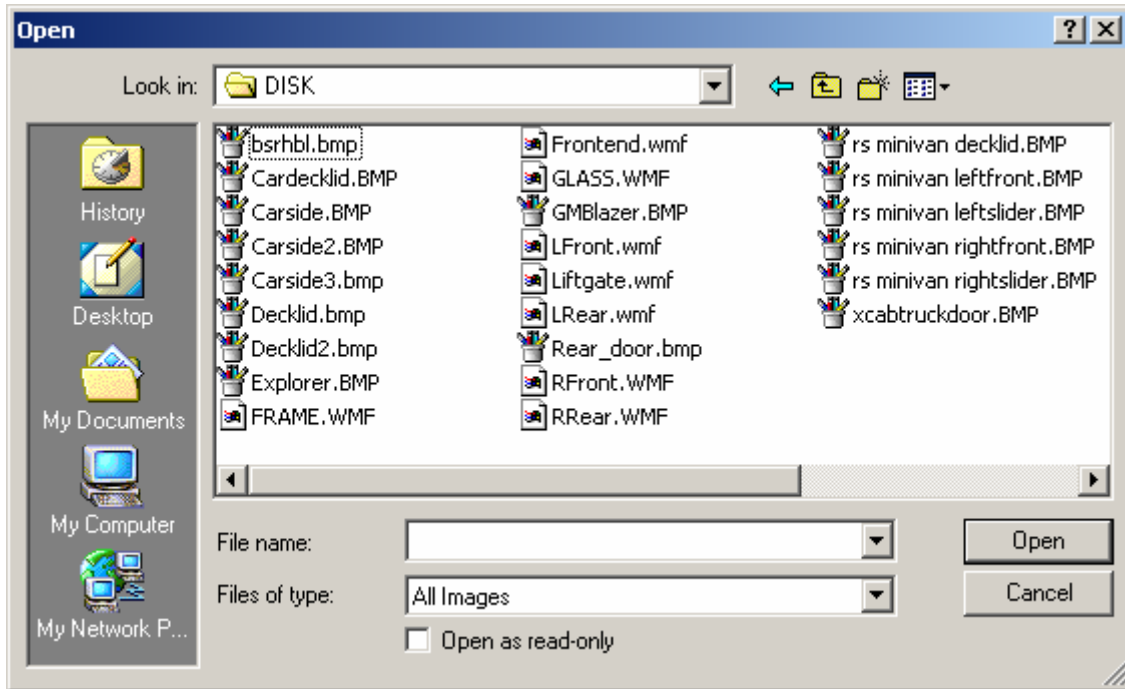 Open
Look in: DISK
History
Desktop
My Documents
My Computer
My Network P...
bsrhbl.bmp
Cardecklid.BMP
Carside.BMP
Carside2.BMP
Carside3.bmp
Decklid.bmp
Decklid2.bmp
Explorer.BMP
FRAME.WMF
Frontend.wmf
GLASS.WMF
GMBlazer.BMP
LFront.wmf
Liftgate.wmf
LRear.wmf
Rear_door.bmp
RFront.WMF
RRear.WMF
rs minivan decklid.BMP
rs minivan leftfront.BMP
rs minivan leftslider.BMP
rs minivan rightfront.BMP
rs minivan rightslider.BMP
xcabtruckdoor.BMP
File name:
Open
Files of type: All Images
Cancel
Open as read-only